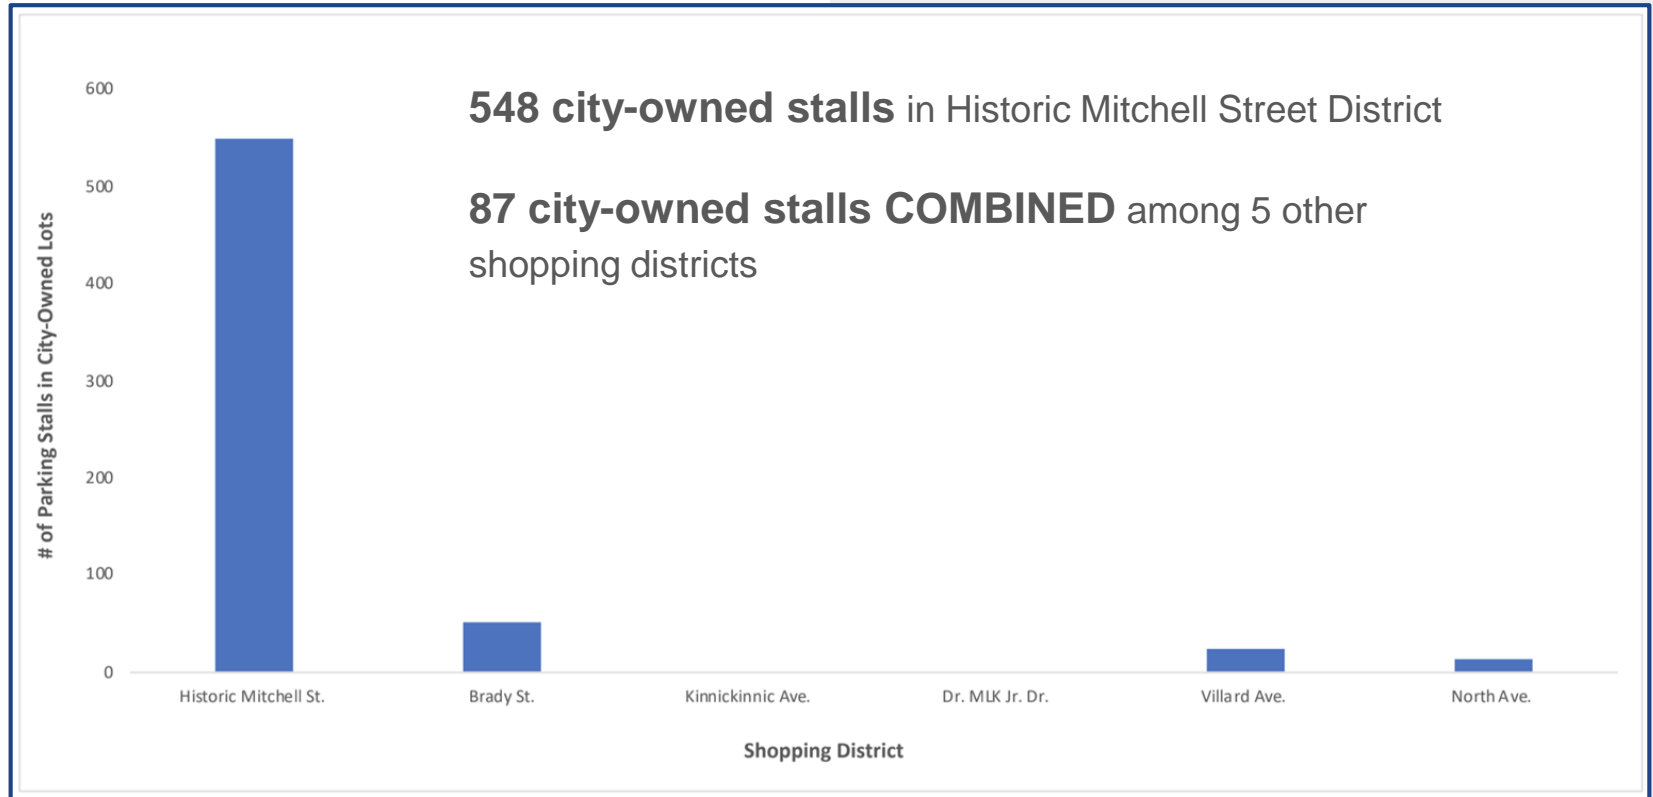 548 city-owned stalls in Historic Mitchell Street District
87 city-owned stalls COMBINED among 5 other
shopping districts
# of Parking Stalls in City-Owned Lots
600
500
400
300
200
100
0
Historic Mitchell St.
Brady St.
Kinnickinnic Ave.
Dr. MLK Jr. Dr.
Villard Ave.
North Ave.
Shopping District